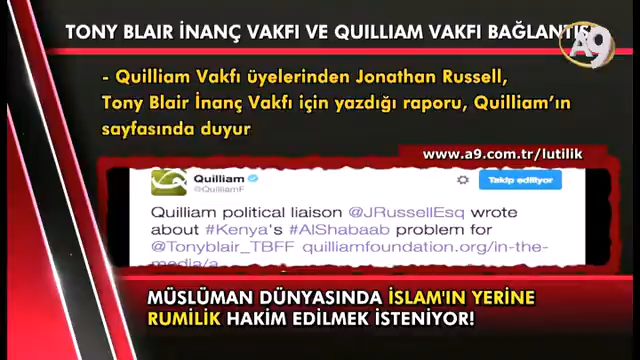 TONY BLAIR İNANÇ VAKFI VE QUILLIAM VAKFI BAĞLANTIS
A9
- Quilliam Vakfı üyelerinden Jonathan Russell,
Tony Blair İnanç Vakfı için yazdığı raporu, Quilliam’ın
sayfasında duyur
www.a9.com.tr/lutilik
Quilliam
@QuilliamF
Takip ediliyor
Quilliam political liaison @JRussellEsq wrote
about #Kenya's #AlShabaab problem for
@Tonyblair_TBFF quilliamfoundation.org/in-the-
media/a
MÜSLÜMAN DÜNYASINDA İSLAM'IN YERİNE
RUMİLİK HAKİM EDİLMEK İSTENİYOR!